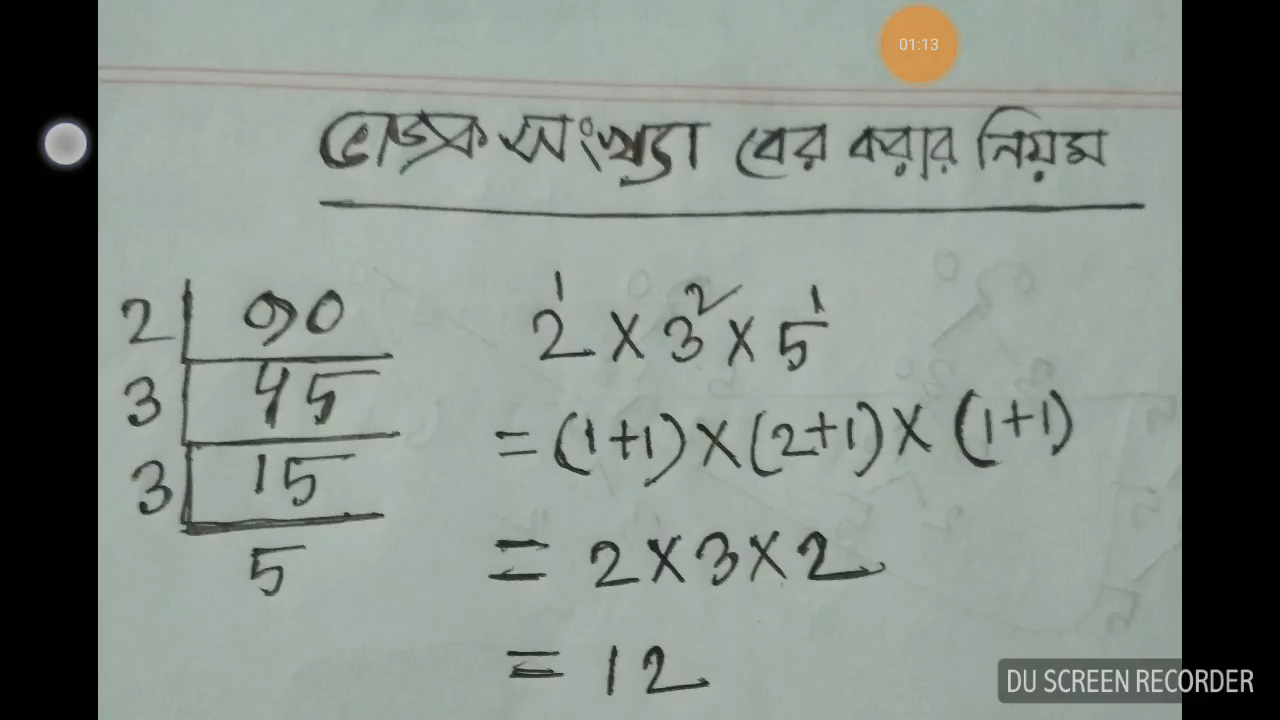 01:13
ভাজক সংখ্যা বের করার নিয়ম
2 | 90
3 | 45
3 | 15
5
2¹ × 3² × 5¹
= (1+1) × (2+1) × (1+1)
= 2 × 3 × 2
= 12
DU SCREEN RECORDER